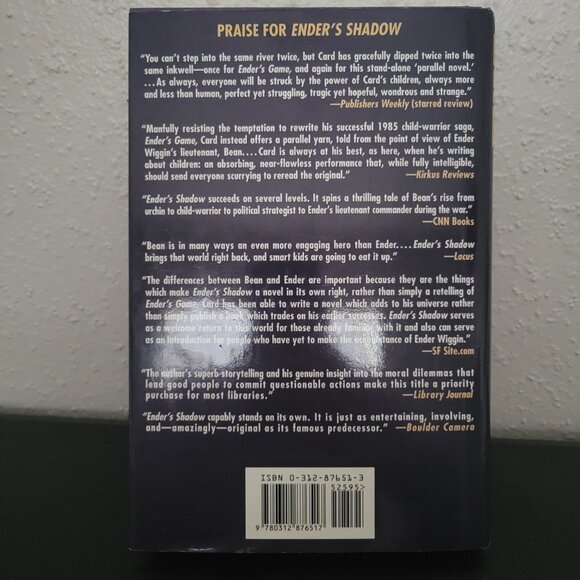 PRAISE FOR ENDER'S SHADOW
"You can't step into the same river twice, but Card has gracefully dipped twice into the
same inkwell—once for Ender's Game, and again for this stand-alone 'parallel novel.'
. . . As always, everyone will be struck by the power of Card's children, always more
and less than human, perfect yet struggling, tragic yet hopeful, wondrous and strange."
—Publishers Weekly (starred review)
"Manfully resisting the temptation to rewrite his successful 1985 child-warrior saga,
Ender's Game, Card instead offers a parallel yarn, told from the point of view of Ender
Wiggin's lieutenant, Bean. . . . Card is always at his best, as here, when he's writing
about children: an absorbing, near-flawless performance that, while fully intelligible,
should send everyone scurrying to reread the original."
—Kirkus Reviews
"Ender's Shadow succeeds on several levels. It spins a thrilling tale of Bean's rise from
urchin to child-warrior to political strategist to Ender's lieutenant commander during the war."
—CNN Books
"Bean is in many ways an even more engaging hero than Ender. . . . Ender's Shadow
brings that world right back, and smart kids are going to eat it up."
—Locus
"The differences between Bean and Ender are important because they are the things
which make Ender's Shadow a novel in its own right, rather than simply a retelling of
Ender's Game. Card has been able to write a novel which adds to his universe rather
than simply publish a book which trades on his earlier successes. Ender's Shadow serves
as a welcome return to this world for those already familiar with it and also can serve
as an introduction for people who have yet to make the acquaintance of Ender Wiggin."
—SF Site.com
"The author's superb storytelling and his genuine insight into the moral dilemmas that
lead good people to commit questionable actions make this title a priority
purchase for most libraries."
—Library Journal
"Ender's Shadow capably stands on its own. It is just as entertaining, involving,
and—amazingly—original as its famous predecessor."
—Boulder Camera
ISBN 0-312-87651-3
52595>
9 780312 876517